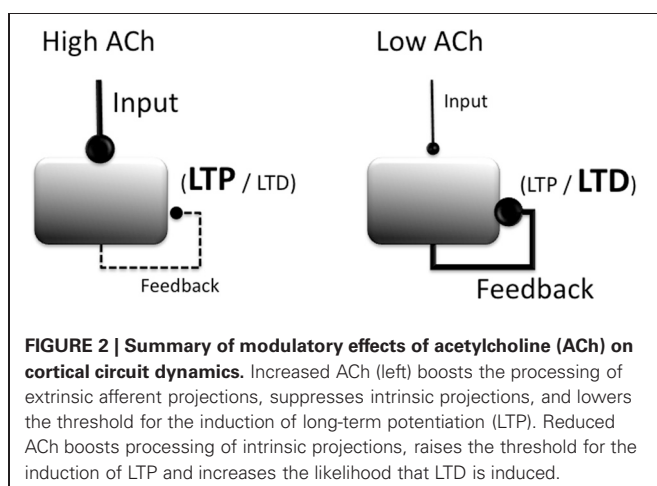 High ACh
Low ACh
Input
Input
(LTP / LTD)
(LTP / LTD)
Feedback
Feedback
FIGURE 2 | Summary of modulatory effects of acetylcholine (ACh) on
cortical circuit dynamics. Increased ACh (left) boosts the processing of
extrinsic afferent projections, suppresses intrinsic projections, and lowers
the threshold for the induction of long-term potentiation (LTP). Reduced
ACh boosts processing of intrinsic projections, raises the threshold for the
induction of LTP and increases the likelihood that LTD is induced.